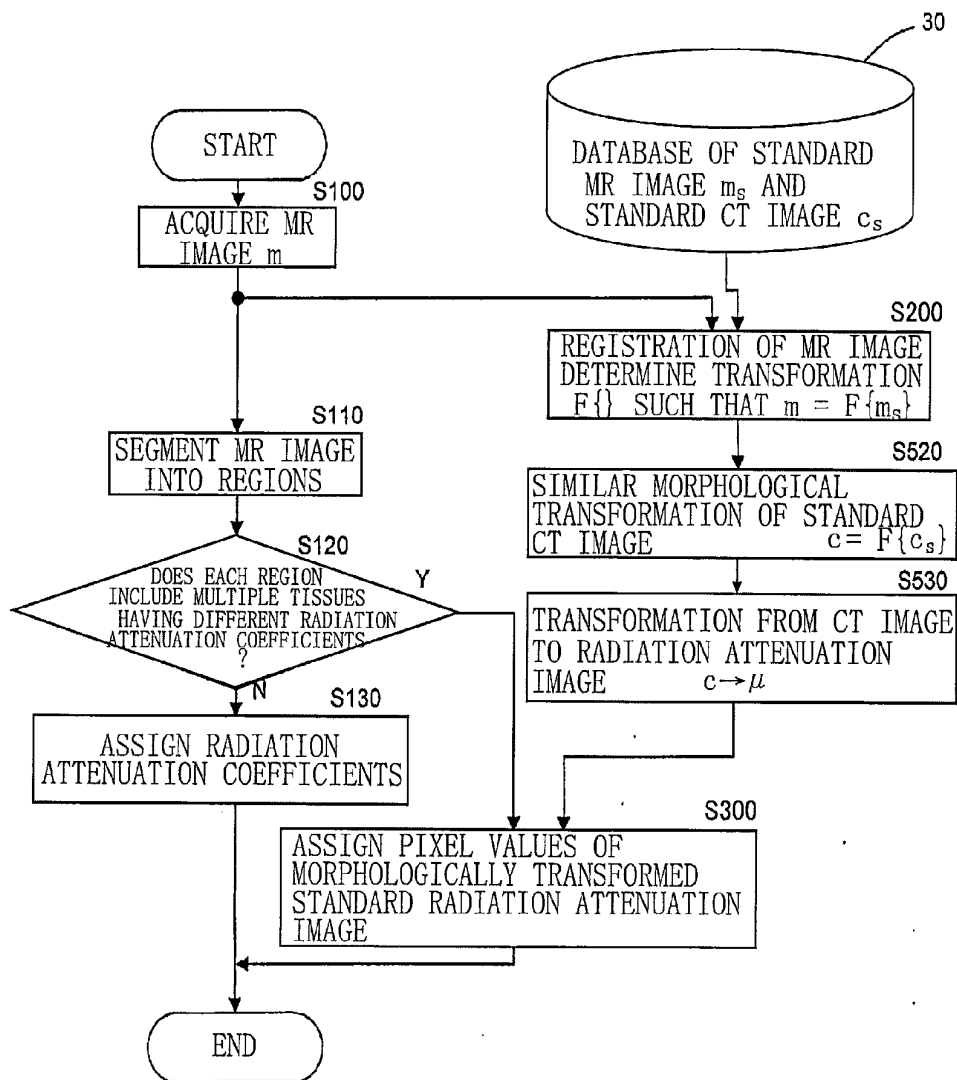 30
START
DATABASE OF STANDARD
MR IMAGE mₛ AND
STANDARD CT IMAGE cₛ
S100
ACQUIRE MR
IMAGE m
S200
REGISTRATION OF MR IMAGE
DETERMINE TRANSFORMATION
F{} SUCH THAT m = F{mₛ}
S110
SEGMENT MR IMAGE
INTO REGIONS
S520
SIMILAR MORPHOLOGICAL
TRANSFORMATION OF STANDARD
CT IMAGE c = F{cₛ}
S120
DOES EACH REGION
INCLUDE MULTIPLE TISSUES
HAVING DIFFERENT RADIATION
ATTENUATION COEFFICIENTS
?
Y
N
S530
TRANSFORMATION FROM CT IMAGE
TO RADIATION ATTENUATION
IMAGE c→μ
S130
ASSIGN RADIATION
ATTENUATION COEFFICIENTS
S300
ASSIGN PIXEL VALUES OF
MORPHOLOGICALLY TRANSFORMED
STANDARD RADIATION ATTENUATION
IMAGE
END